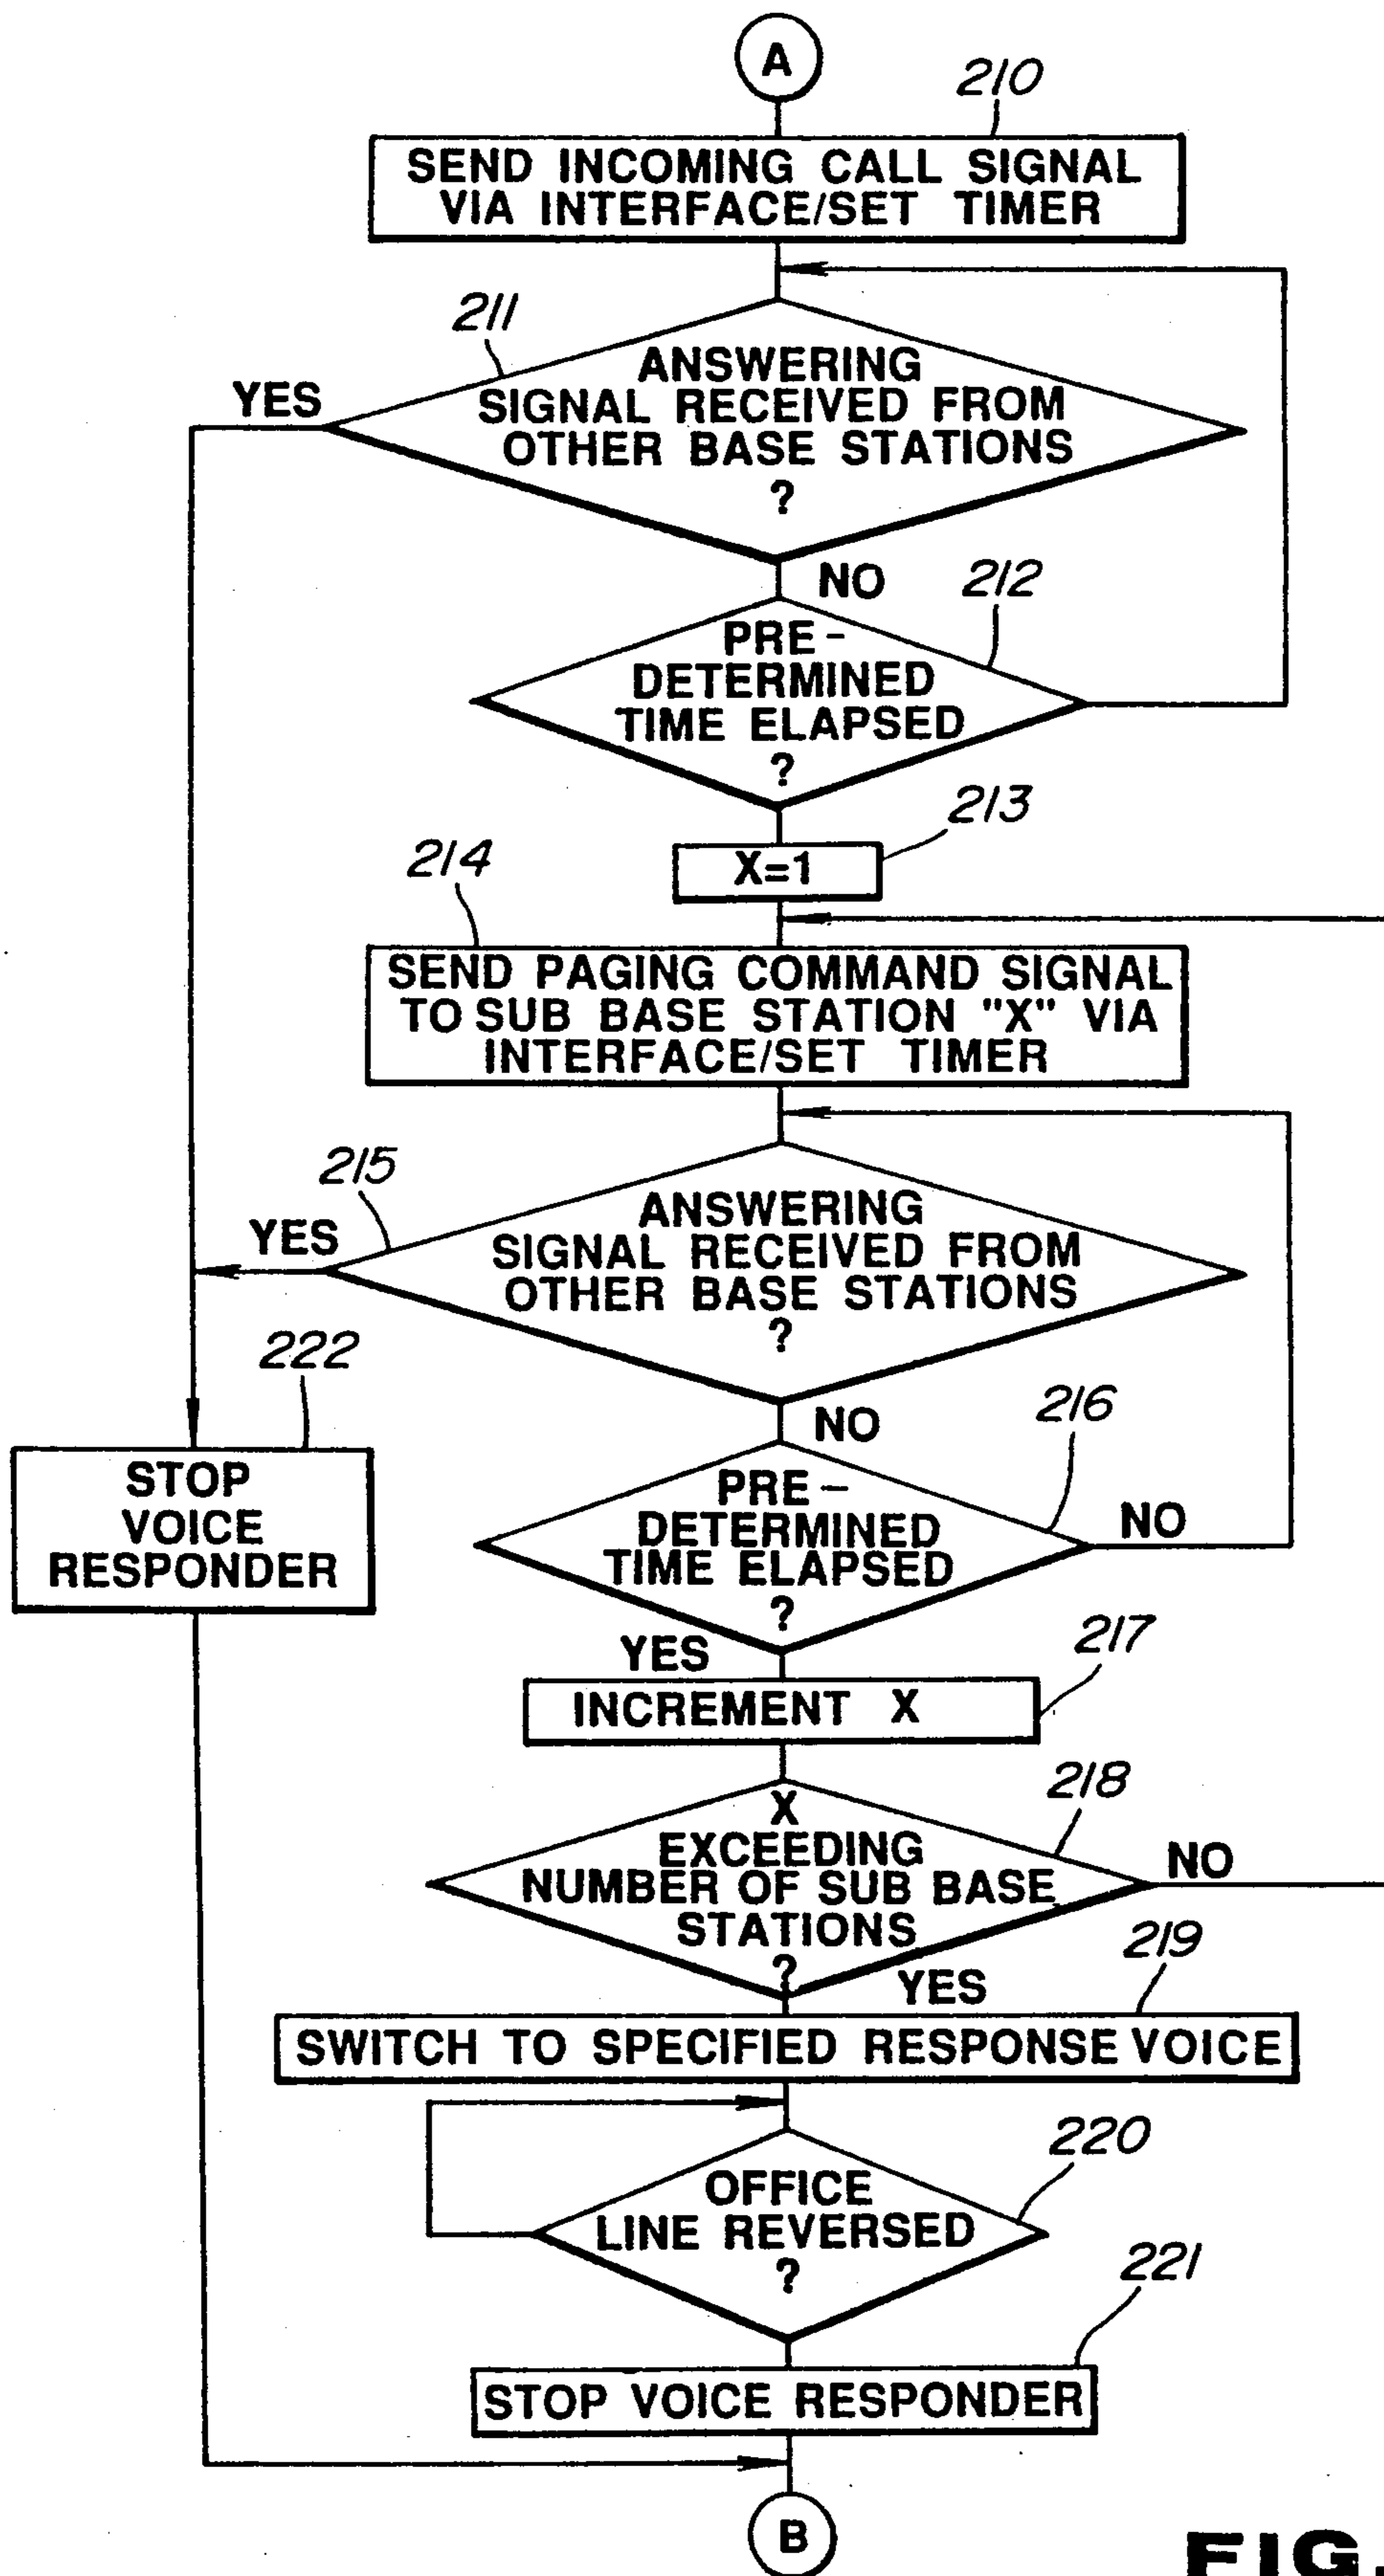 A
210
SEND INCOMING CALL SIGNAL
VIA INTERFACE/SET TIMER
211
YES
ANSWERING
SIGNAL RECEIVED FROM
OTHER BASE STATIONS
?
NO
212
PRE-
DETERMINED
TIME ELAPSED
?
213
X=1
214
SEND PAGING COMMAND SIGNAL
TO SUB BASE STATION "X" VIA
INTERFACE/SET TIMER
215
YES
ANSWERING
SIGNAL RECEIVED FROM
OTHER BASE STATIONS
?
222
STOP
VOICE
RESPONDER
NO
216
PRE-
DETERMINED
TIME ELAPSED
?
NO
YES
217
INCREMENT X
218
X
EXCEEDING
NUMBER OF SUB BASE
STATIONS
?
NO
YES
219
SWITCH TO SPECIFIED RESPONSE VOICE
220
OFFICE
LINE REVERSED
?
221
STOP VOICE RESPONDER
B
FIG.